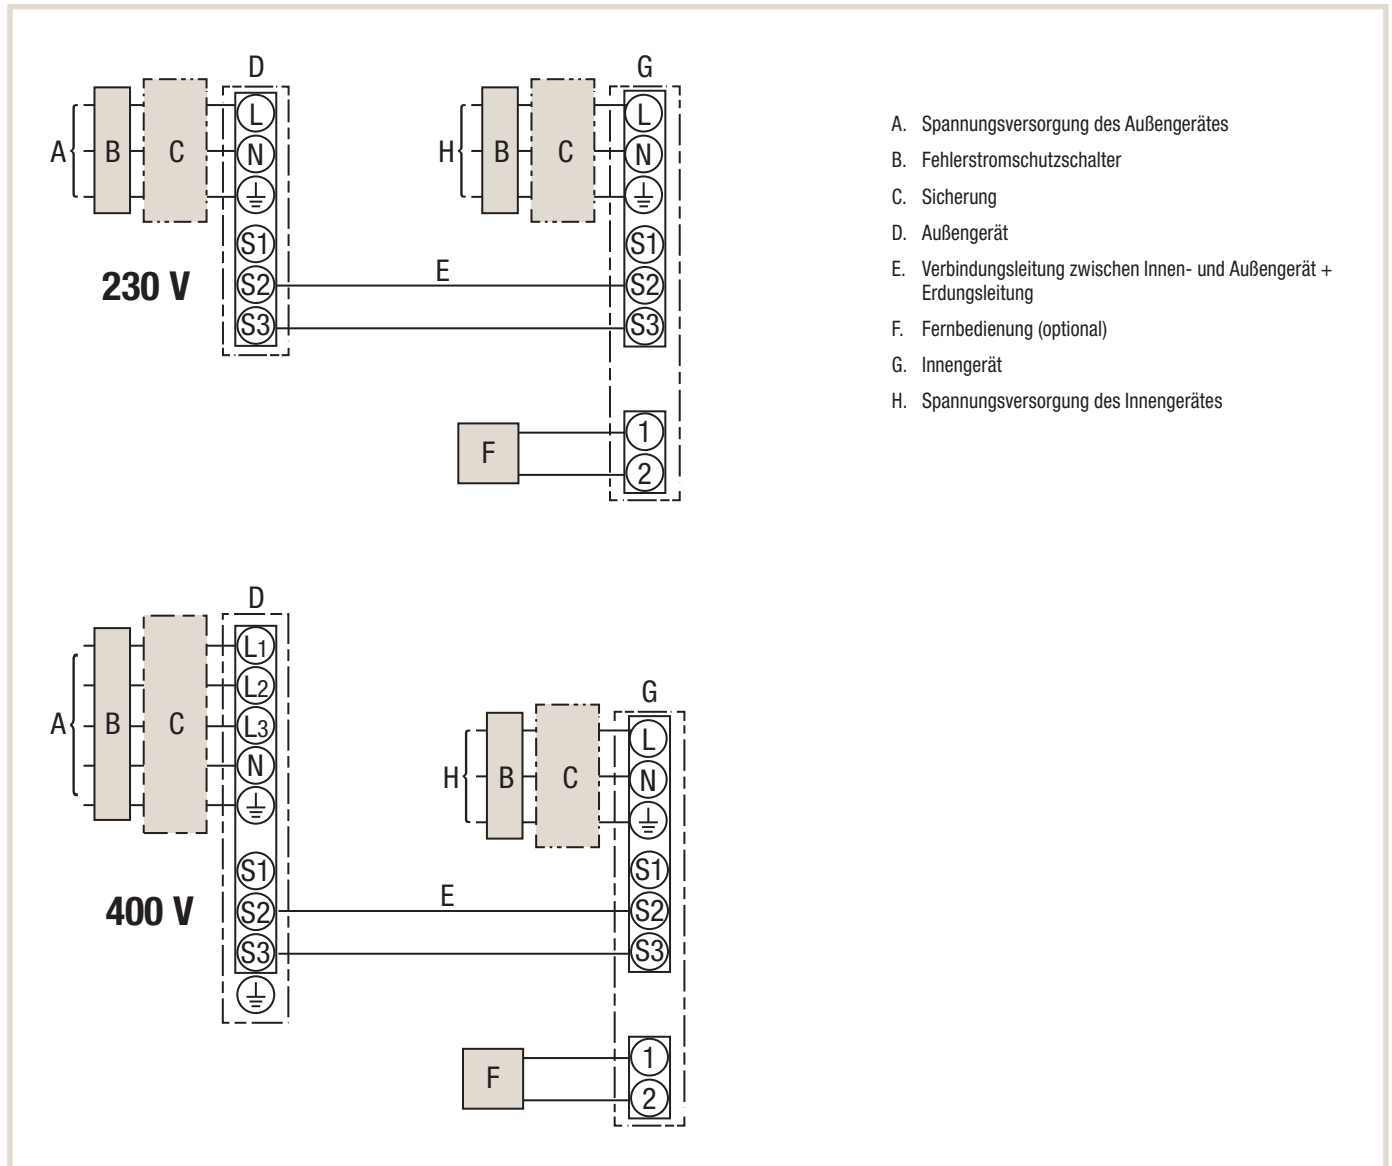 D
G
A
B
C
L
N
S1
S2
S3
H
B
C
L
N
S1
S2
S3
230 V
E
F
1
2
D
A
B
C
L1
L2
L3
N
S1
S2
S3
G
H
B
C
L
N
S1
S2
S3
400 V
E
F
1
2
A. Spannungsversorgung des Außengerätes
B. Fehlerstromschutzschalter
C. Sicherung
D. Außengerät
E. Verbindungsleitung zwischen Innen- und Außengerät +
Erdungsleitung
F. Fernbedienung (optional)
G. Innengerät
H. Spannungsversorgung des Innengerätes